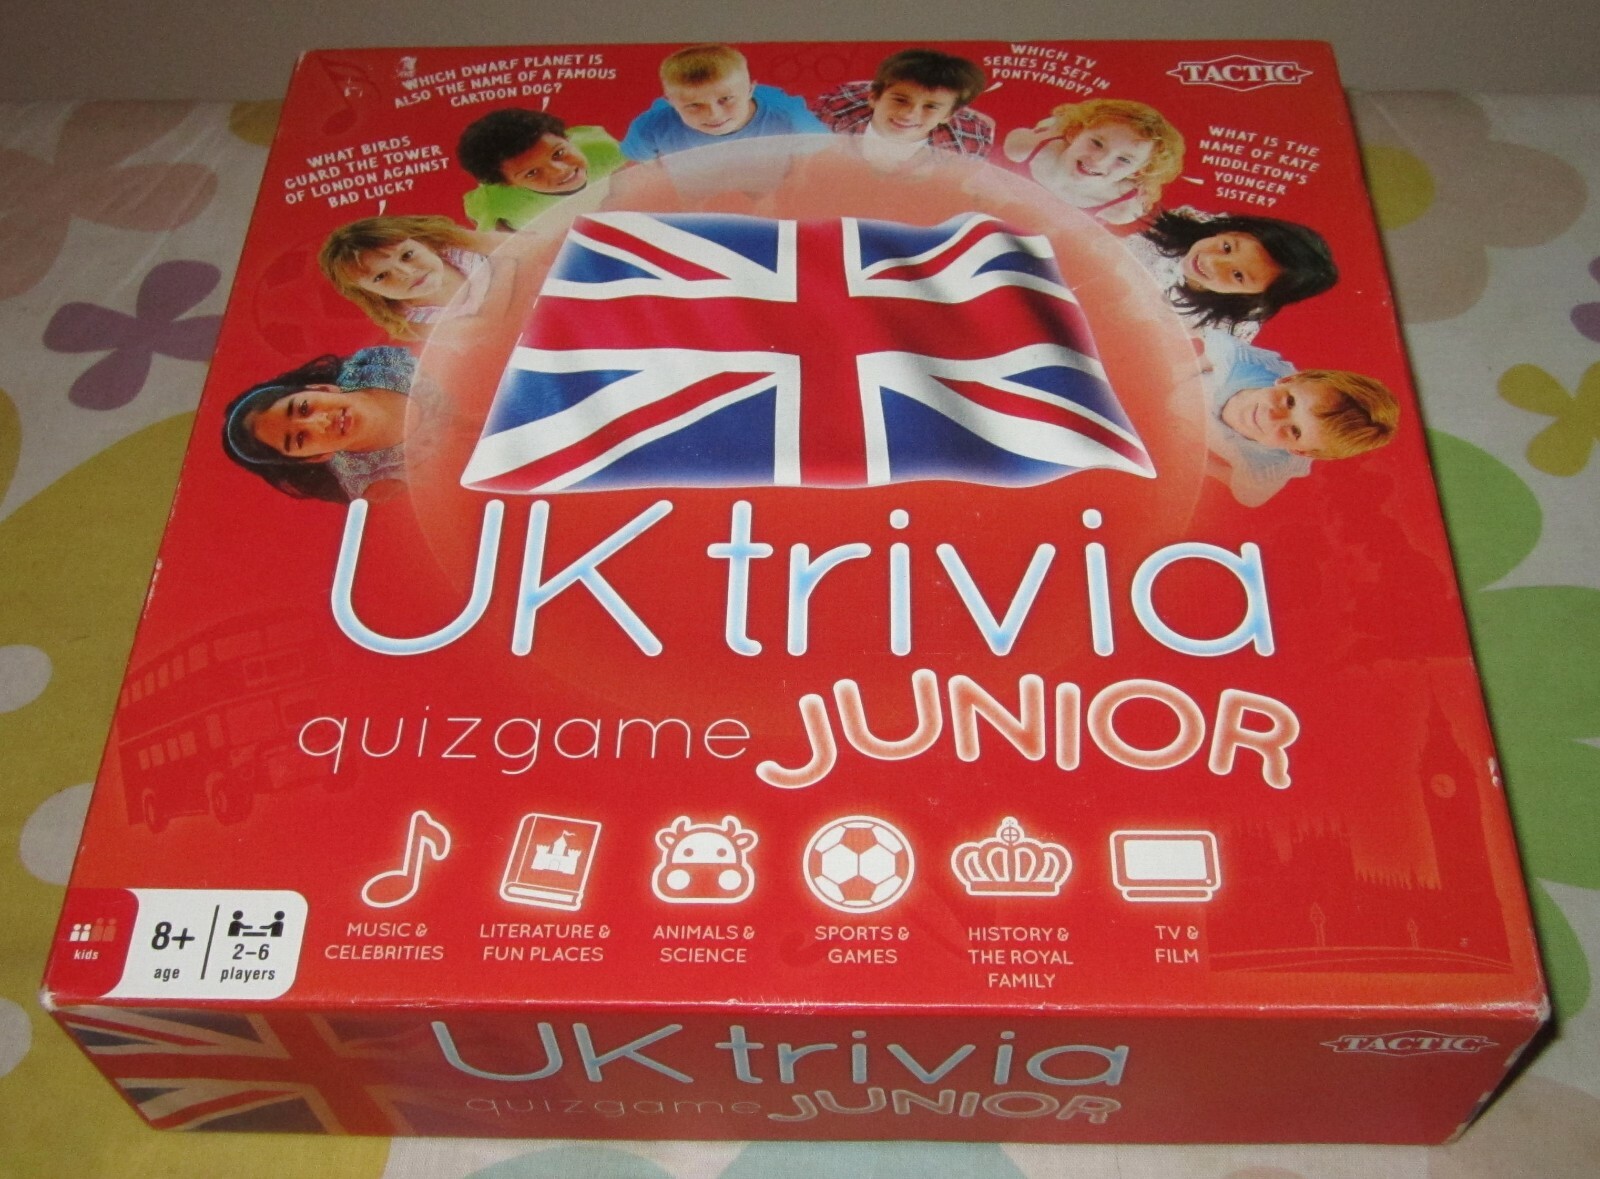 WHICH DWARF PLANET IS
ALSO THE NAME OF A FAMOUS
CARTOON DOG?
WHICH TV
SERIES IS SET IN
PONTYPANDY?
TACTIC
WHAT BIRDS
GUARD THE TOWER
OF LONDON AGAINST
BAD LUCK?
WHAT IS THE
NAME OF KATE
MIDDLETON'S
YOUNGER
SISTER?
UK trivia
quizgame JUNIOR
kids
8+
age
2-6
players
MUSIC &
CELEBRITIES
LITERATURE &
FUN PLACES
ANIMALS &
SCIENCE
SPORTS &
GAMES
HISTORY &
THE ROYAL
FAMILY
TV &
FILM
UK trivia
quizgame JUNIOR
TACTIC